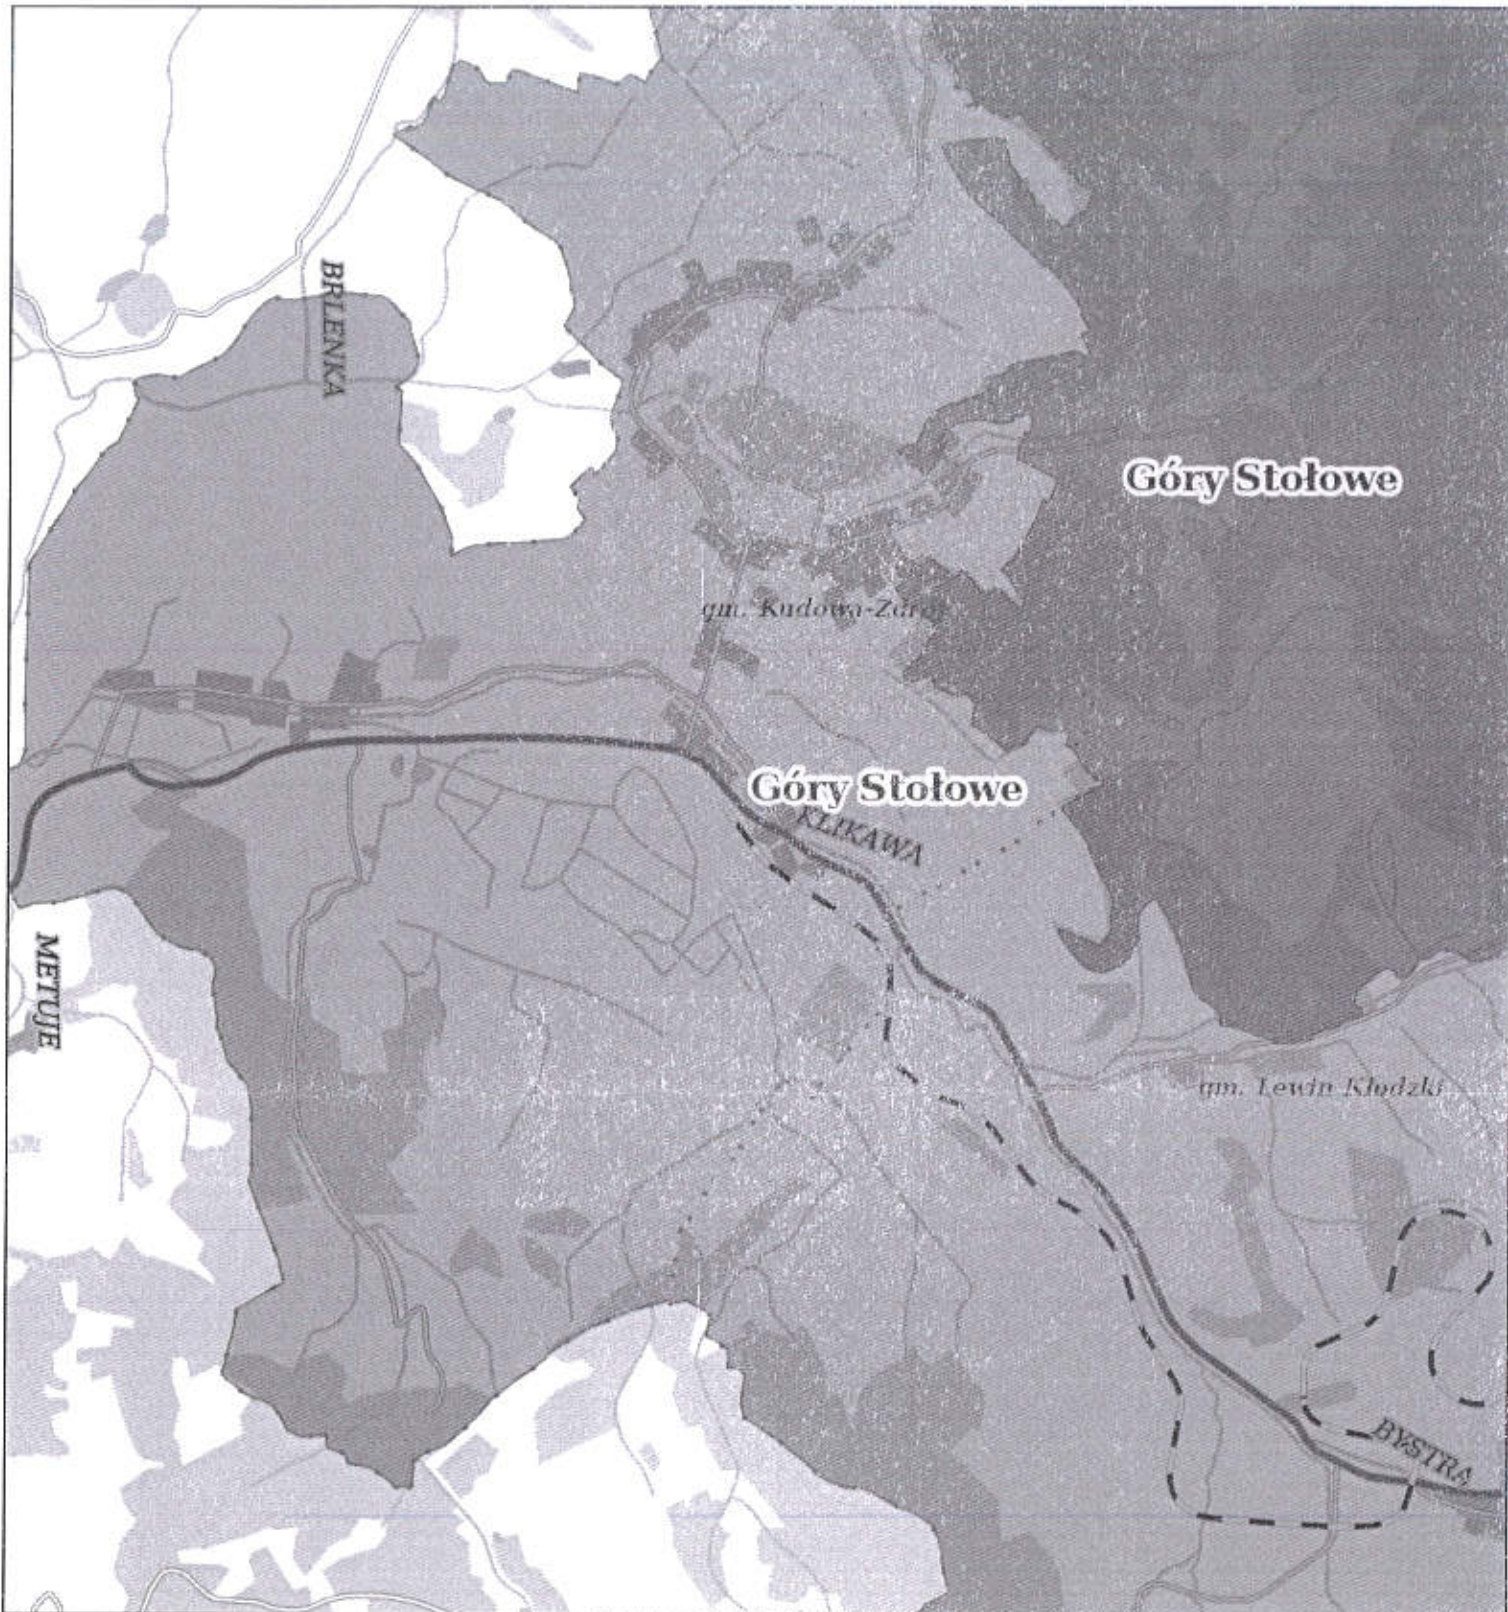 BRLENKA
Góry Stołowe
gm. Kudowa-Zdrój
Góry Stołowe
KLIKAWA
METUJE
gm. Lewin Kłodzki
BYSTRA